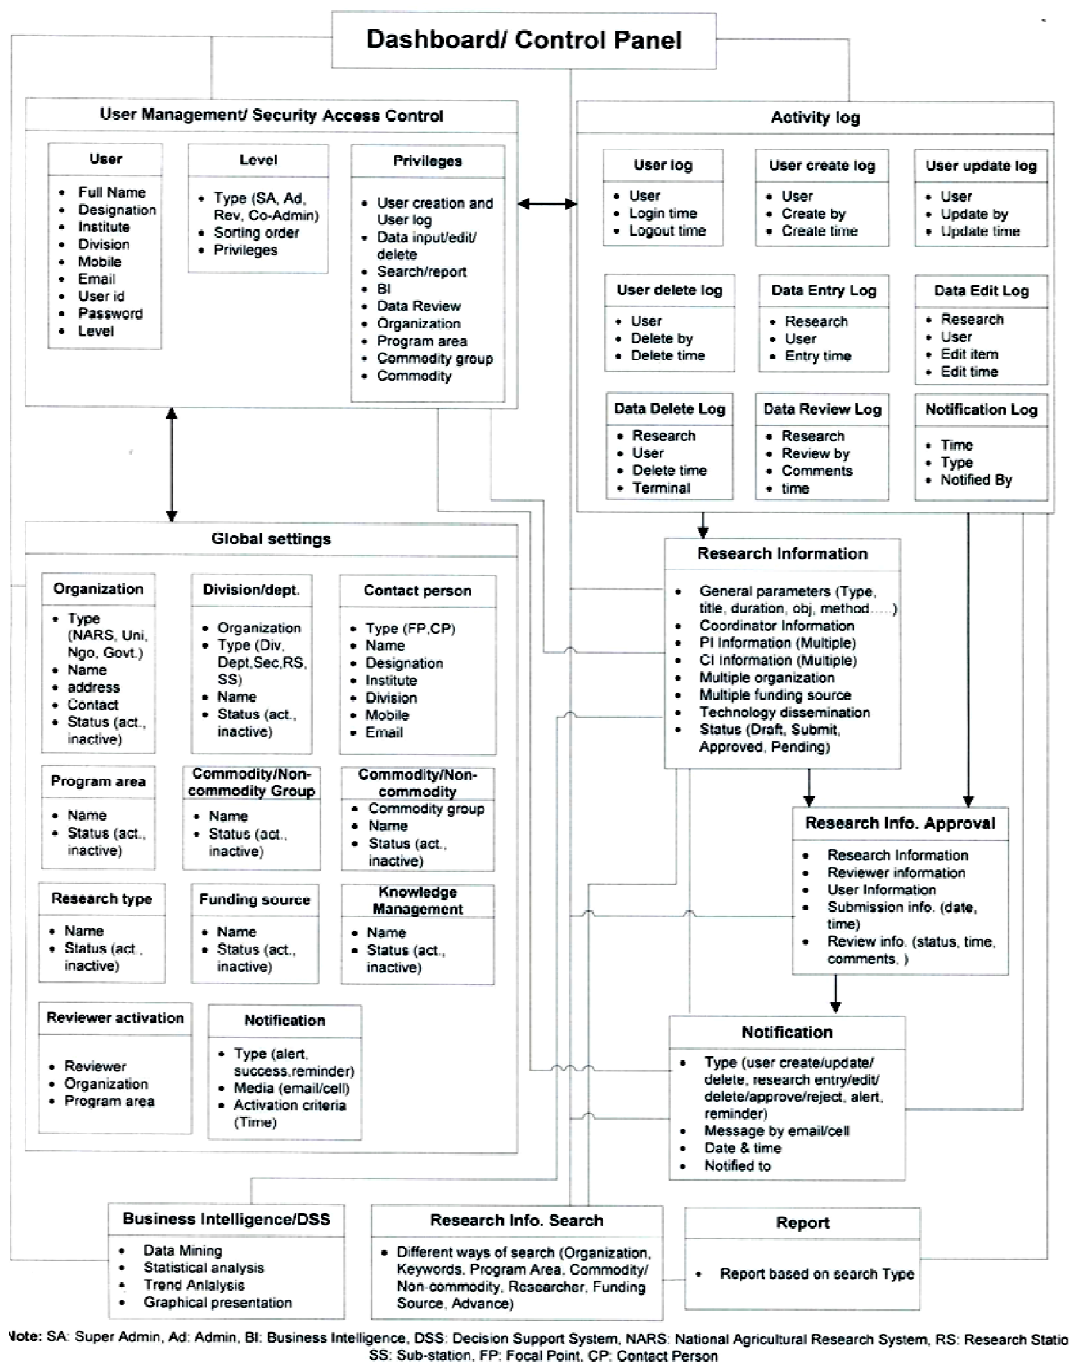 Dashboard/ Control Panel
User Management/ Security Access Control
User
• Full Name
• Designation
• Institute
• Division
• Mobile
• Email
• User id
• Password
• Level
Level
• Type (SA, Ad,
Rev, Co-Admin)
• Sorting order
• Privileges
Privileges
• User creation and
User log
• Data input/edit/
delete
• Search/report
• BI
• Data Review
• Organization
• Program area
• Commodity group
• Commodity
Activity log
User log
• User
• Login time
• Logout time
User create log
• User
• Create by
• Create time
User update log
• User
• Update by
• Update time
User delete log
• User
• Delete by
• Delete time
Data Entry Log
• Research
• User
• Entry time
Data Edit Log
• Research
• User
• Edit item
• Edit time
Data Delete Log
• Research
• User
• Delete time
• Terminal
Data Review Log
• Research
• Review by
• Comments
• time
Notification Log
• Time
• Type
• Notified By
Global settings
Organization
• Type
(NARS, Uni,
Ngo, Govt.)
• Name
• address
• Contact
• Status (act.,
inactive)
Division/dept.
• Organization
• Type (Div,
Dept,Sec,RS,
SS)
• Name
• Status (act.,
inactive)
Contact person
• Type (FP,CP)
• Name
• Designation
• Institute
• Division
• Mobile
• Email
Program area
• Name
• Status (act.,
inactive)
Commodity/Non-
commodity Group
• Name
• Status (act.,
inactive)
Commodity/Non-
commodity
• Commodity group
• Name
• Status (act.,
inactive)
Research type
• Name
• Status (act.,
inactive)
Funding source
• Name
• Status (act.,
inactive)
Knowledge
Management
• Name
• Status (act.,
inactive)
Reviewer activation
• Reviewer
• Organization
• Program area
Notification
• Type (alert,
success,reminder)
• Media (email/cell)
• Activation criteria
(Time)
Research Information
• General parameters (Type,
title, duration, obj, method.....)
• Coordinator Information
• PI Information (Multiple)
• CI Information (Multiple)
• Multiple organization
• Multiple funding source
• Technology dissemination
• Status (Draft, Submit,
Approved, Pending)
Research Info. Approval
• Research Information
• Reviewer information
• User Information
• Submission info. (date,
time)
• Review info. (status, time,
comments, )
Notification
• Type (user create/update/
delete, research entry/edit/
delete/approve/reject, alert,
reminder)
• Message by email/cell
• Date & time
• Notified to
Business Intelligence/DSS
• Data Mining
• Statistical analysis
• Trend Anlalysis
• Graphical presentation
Research Info. Search
• Different ways of search (Organization,
Keywords, Program Area, Commodity/
Non-commodity, Researcher, Funding
Source, Advance)
Report
• Report based on search Type
Note: SA: Super Admin, Ad: Admin, BI: Business Intelligence, DSS: Decision Support System, NARS: National Agricultural Research System, RS: Research Statio
SS: Sub-station, FP: Focal Point, CP: Contact Person